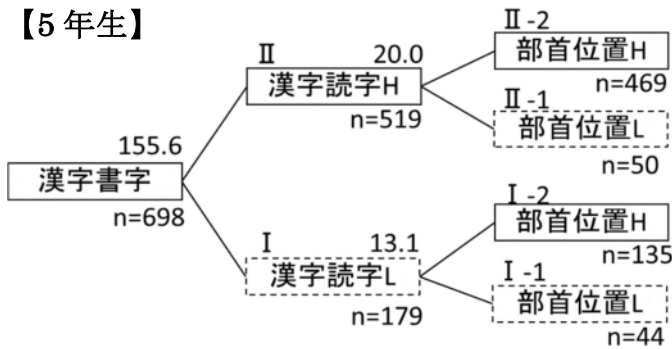 【5年生】
155.6
漢字書字
n=698
Ⅱ 20.0
漢字読字H
n=519
Ⅱ-2
部首位置H
n=469
Ⅱ-1
部首位置L
n=50
Ⅰ 13.1
漢字読字L
n=179
Ⅰ-2
部首位置H
n=135
Ⅰ-1
部首位置L
n=44